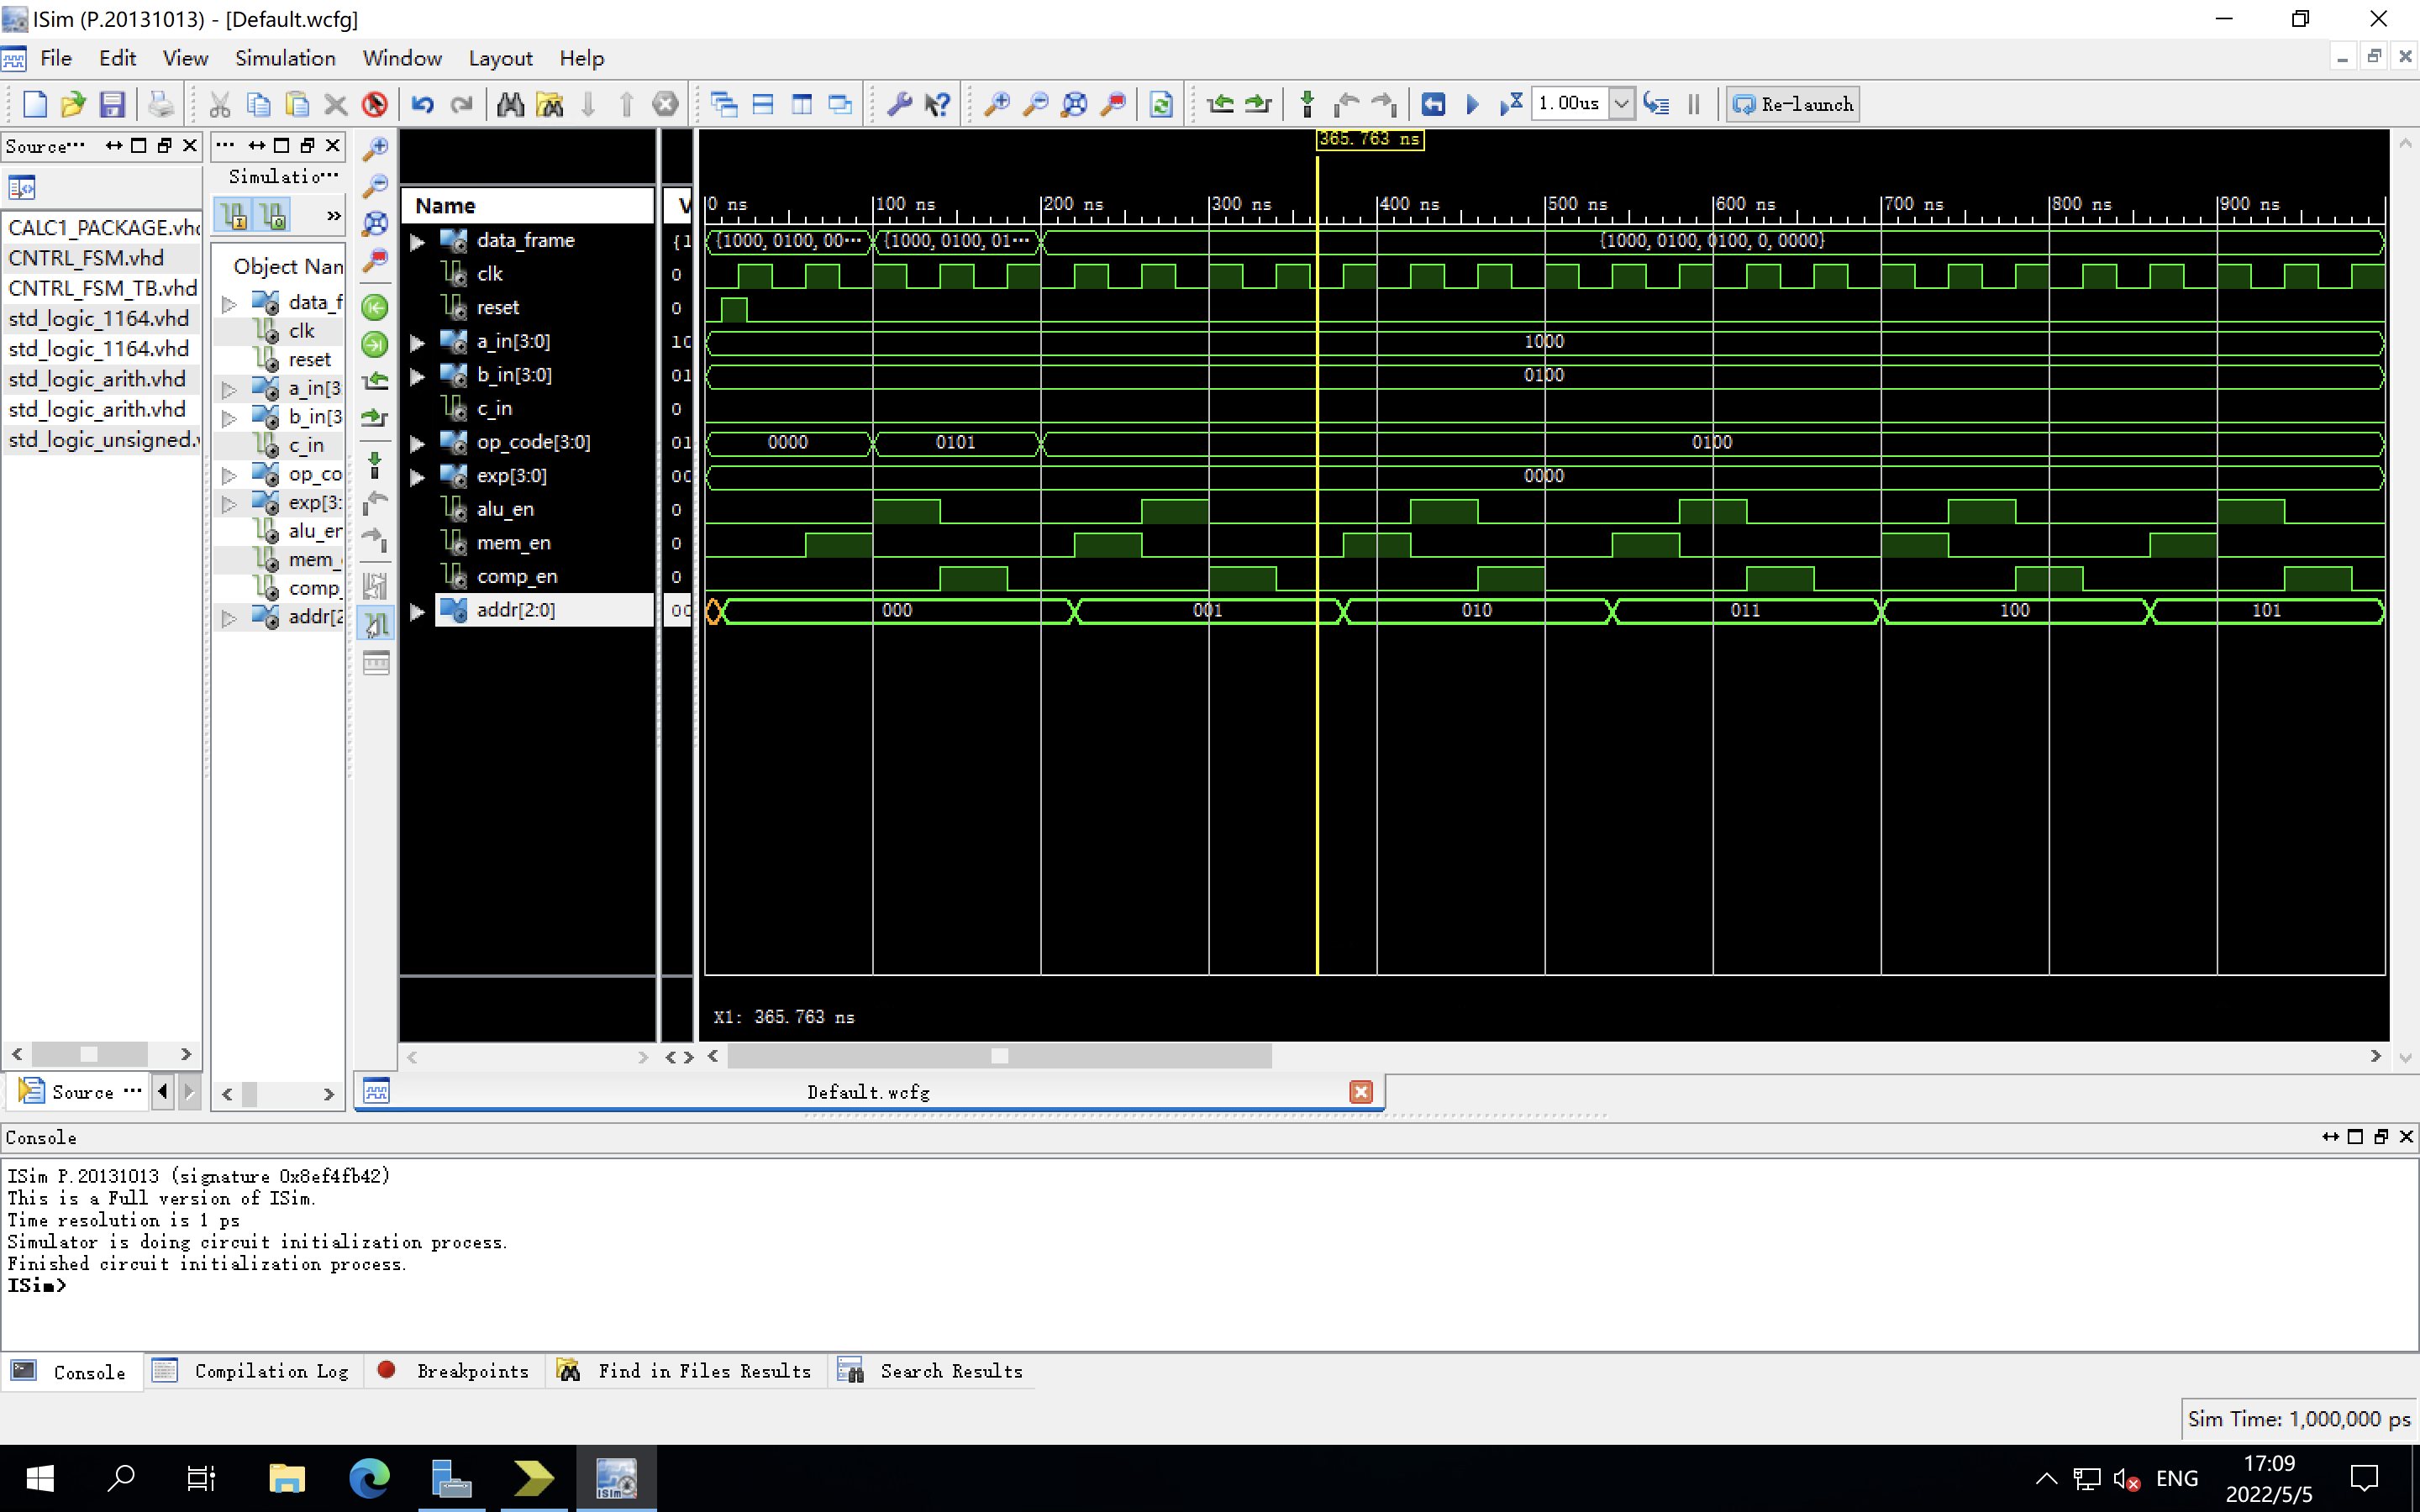 ISim (P.20131013) - [Default.wcfg]
File Edit View Simulation Window Layout Help
1.00us Re-launch
Source···
CALC1_PACKAGE.vh
CNTRL_FSM.vhd
CNTRL_FSM_TB.vhd
std_logic_1164.vhd
std_logic_1164.vhd
std_logic_arith.vhd
std_logic_arith.vhd
std_logic_unsigned.
Source ···
···
Simulatio···
»
Object Nan
data_f
clk
reset
a_in[3
b_in[3
c_in
op_co
exp[3:
alu_er
mem_
comp_
addr[2
Name V
365.763 ns
0 ns 100 ns 200 ns 300 ns 400 ns 500 ns 600 ns 700 ns 800 ns 900 ns
data_frame {1 {1000, 0100, 00··· {1000, 0100, 01··· {1000, 0100, 0100, 0, 0000}
clk 0
reset 0
a_in[3:0] 10 1000
b_in[3:0] 01 0100
c_in 0
op_code[3:0] 01 0000 0101 0100
exp[3:0] 00 0000
alu_en 0
mem_en 0
comp_en 0
addr[2:0] 00 000 001 010 011 100 101
X1: 365.763 ns
Default.wcfg
Console
ISim P.20131013 (signature 0x8ef4fb42)
This is a Full version of ISim.
Time resolution is 1 ps
Simulator is doing circuit initialization process.
Finished circuit initialization process.
ISim>
Console Compilation Log Breakpoints Find in Files Results Search Results
Sim Time: 1,000,000 ps
ISim
ENG
17:09
2022/5/5